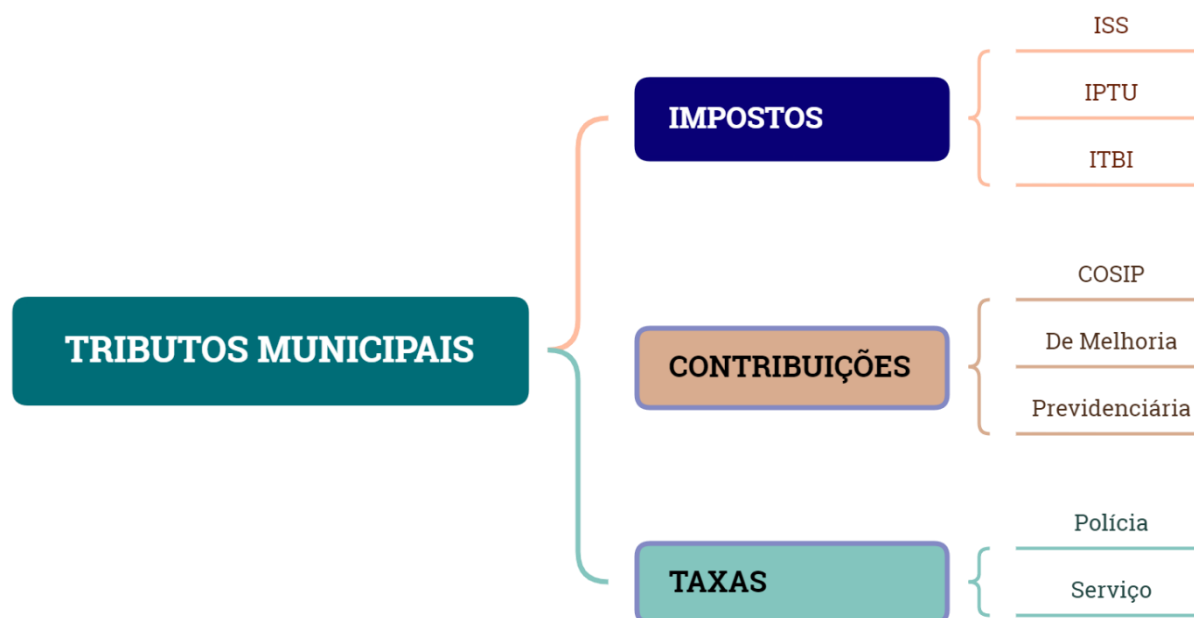 TRIBUTOS MUNICIPAIS
IMPOSTOS
ISS
IPTU
ITBI
CONTRIBUIÇÕES
COSIP
De Melhoria
Previdenciária
TAXAS
Polícia
Serviço